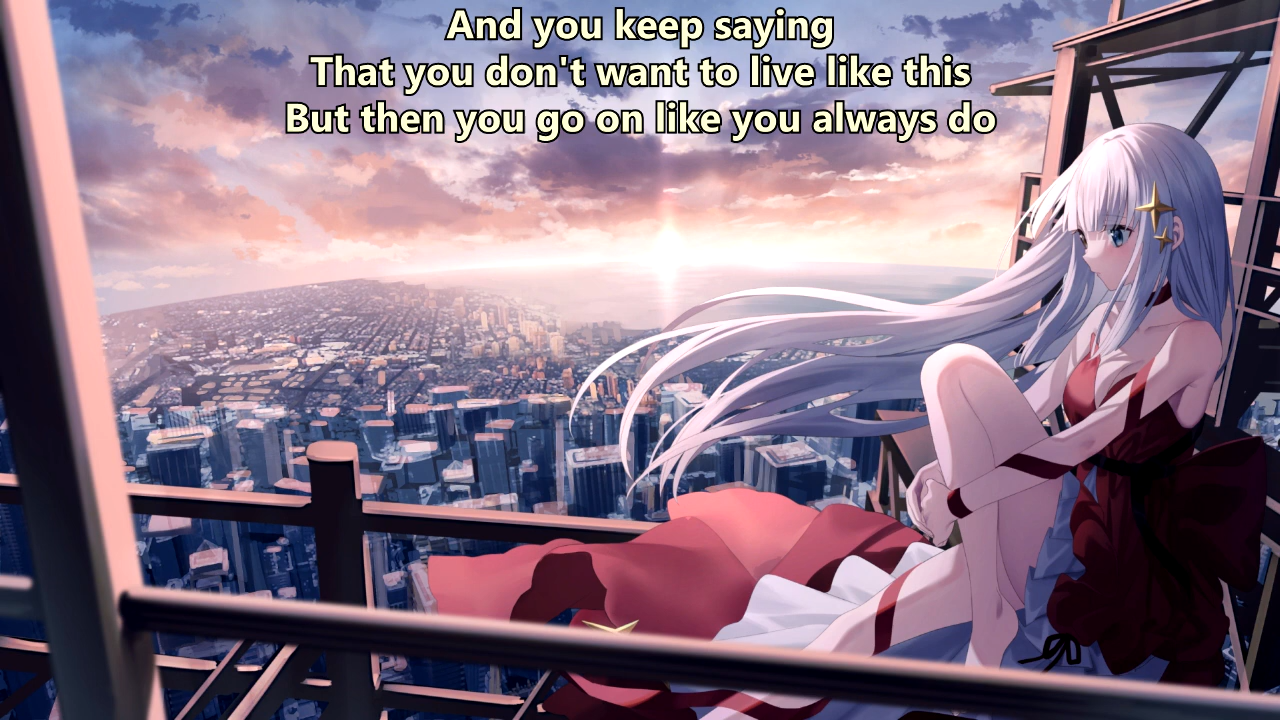 And you keep saying
That you don't want to live like this
But then you go on like you always do